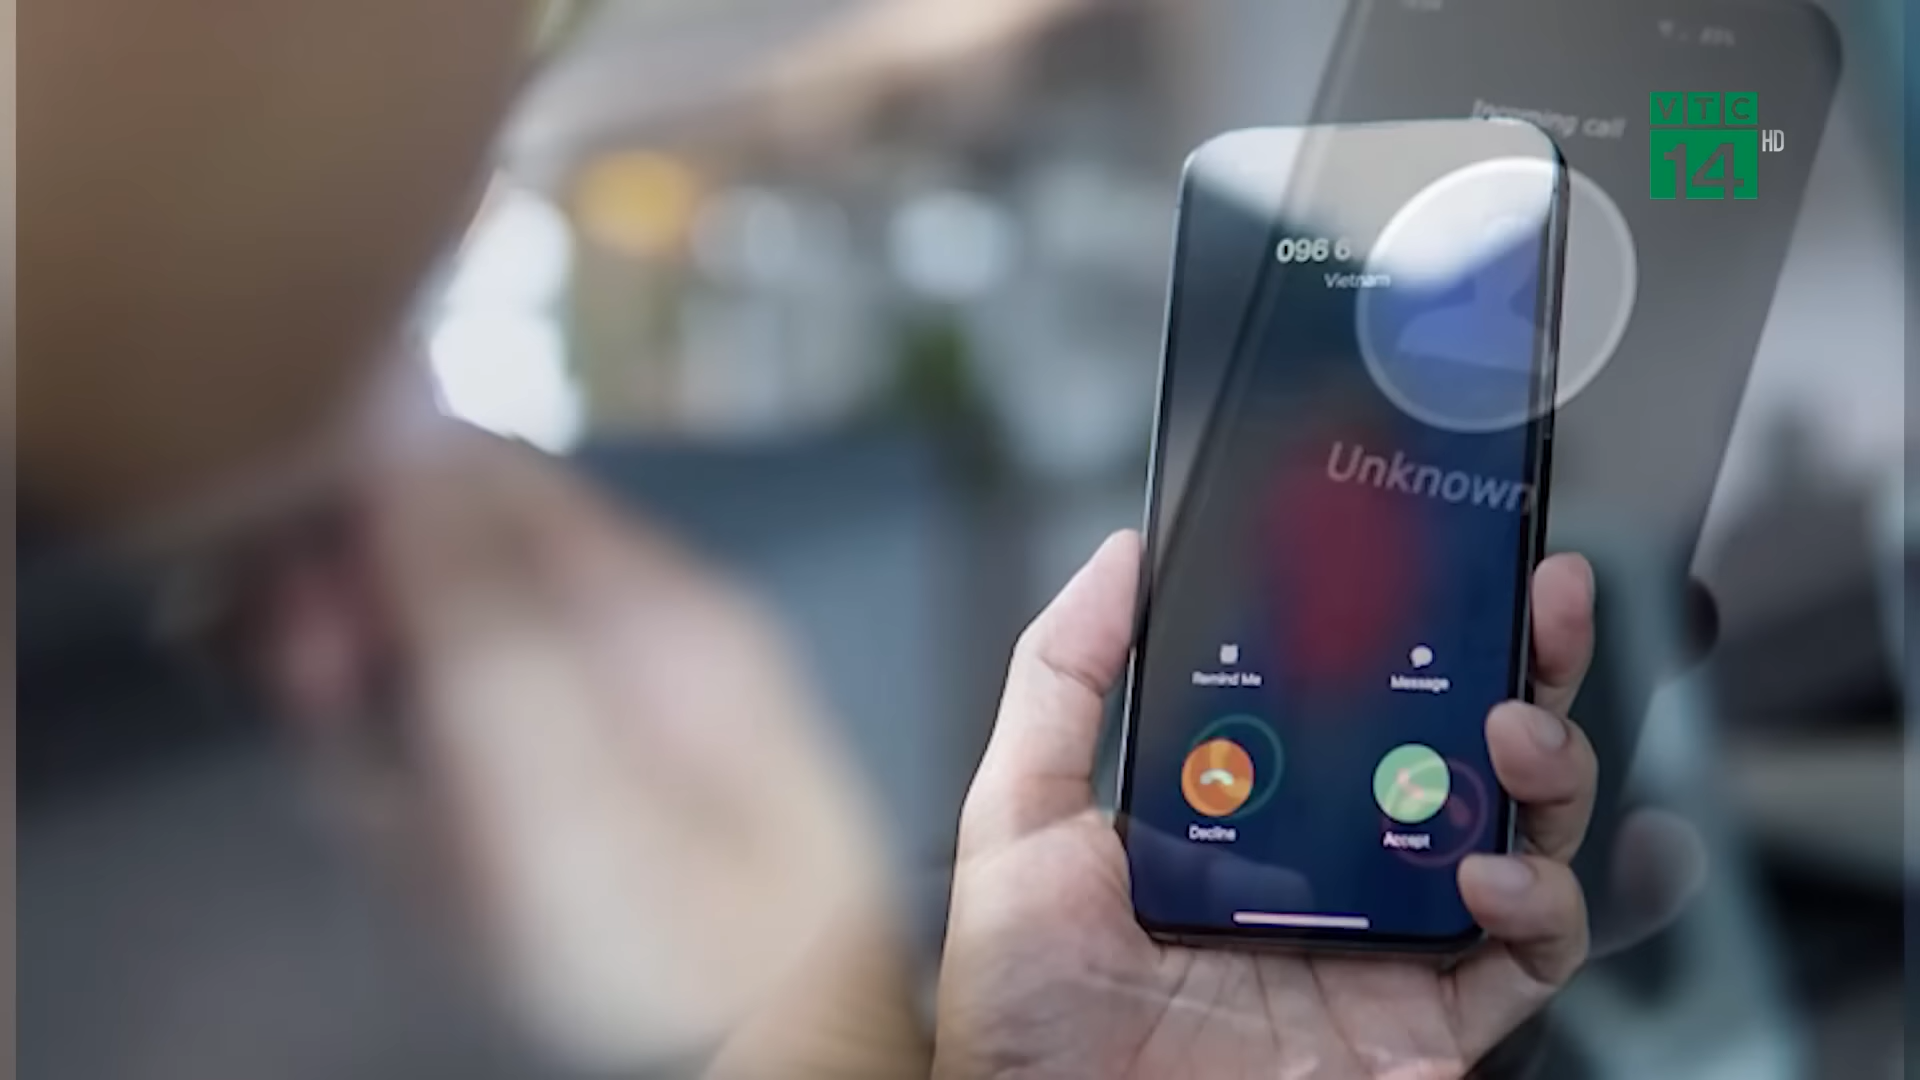 Incoming call
VTC
14
HD
096 6
Vietnam
Unknown
Remind Me
Message
Decline
Accept